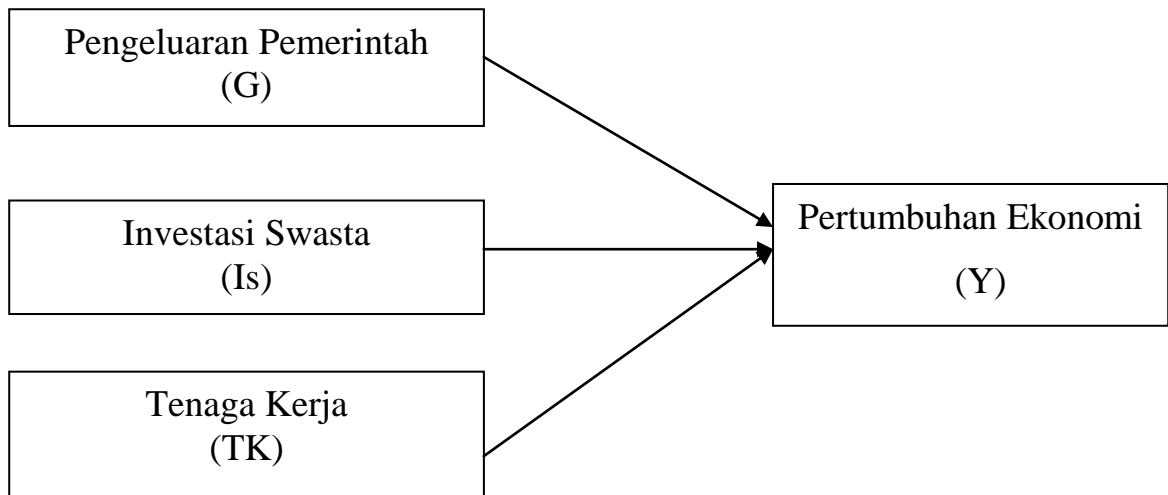 Pengeluaran Pemerintah
(G)
Investasi Swasta
(Is)
Tenaga Kerja
(TK)
Pertumbuhan Ekonomi
(Y)